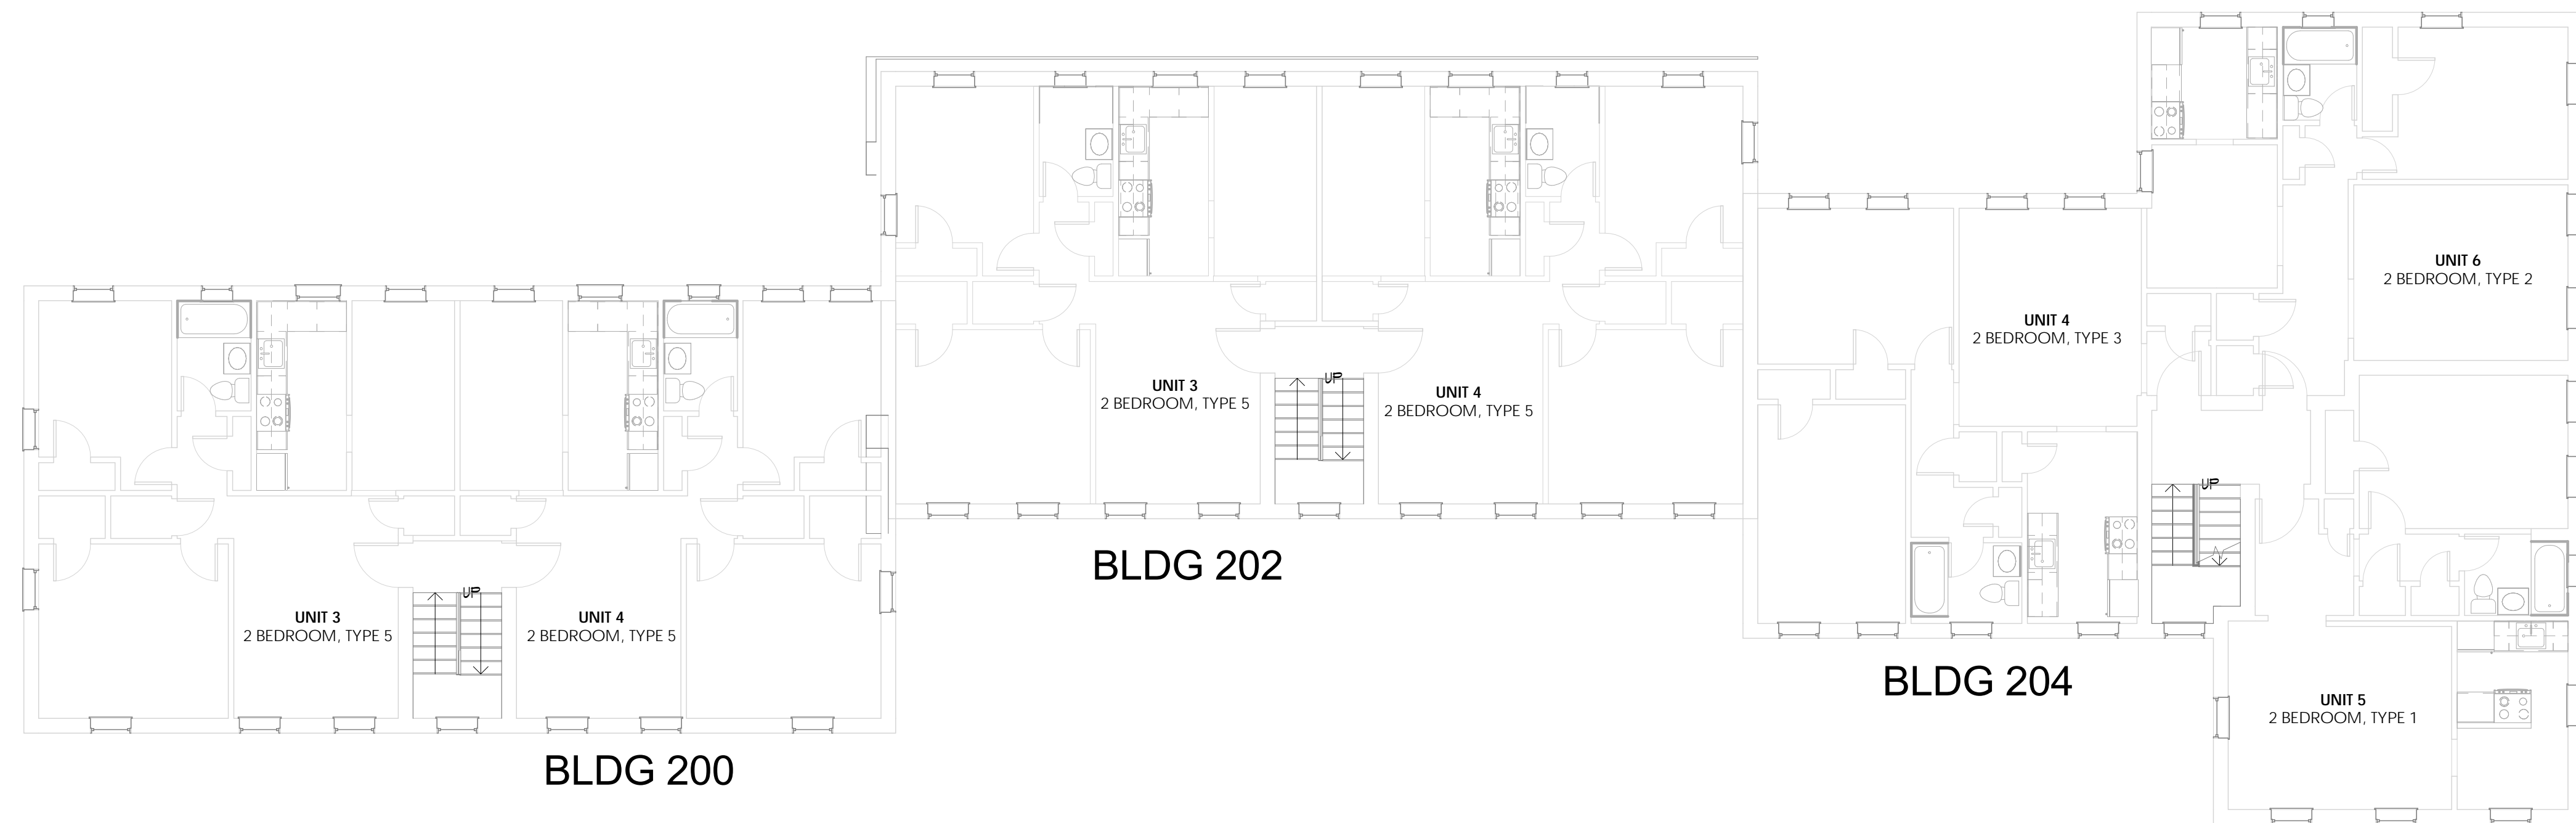 UNIT 6
2 BEDROOM, TYPE 2
UNIT 4
2 BEDROOM, TYPE 3
UP
UNIT 3
2 BEDROOM, TYPE 5
UNIT 4
2 BEDROOM, TYPE 5
UP
BLDG 202
UP
UNIT 3
2 BEDROOM, TYPE 5
UNIT 4
2 BEDROOM, TYPE 5
BLDG 204
UNIT 5
2 BEDROOM, TYPE 1
BLDG 200